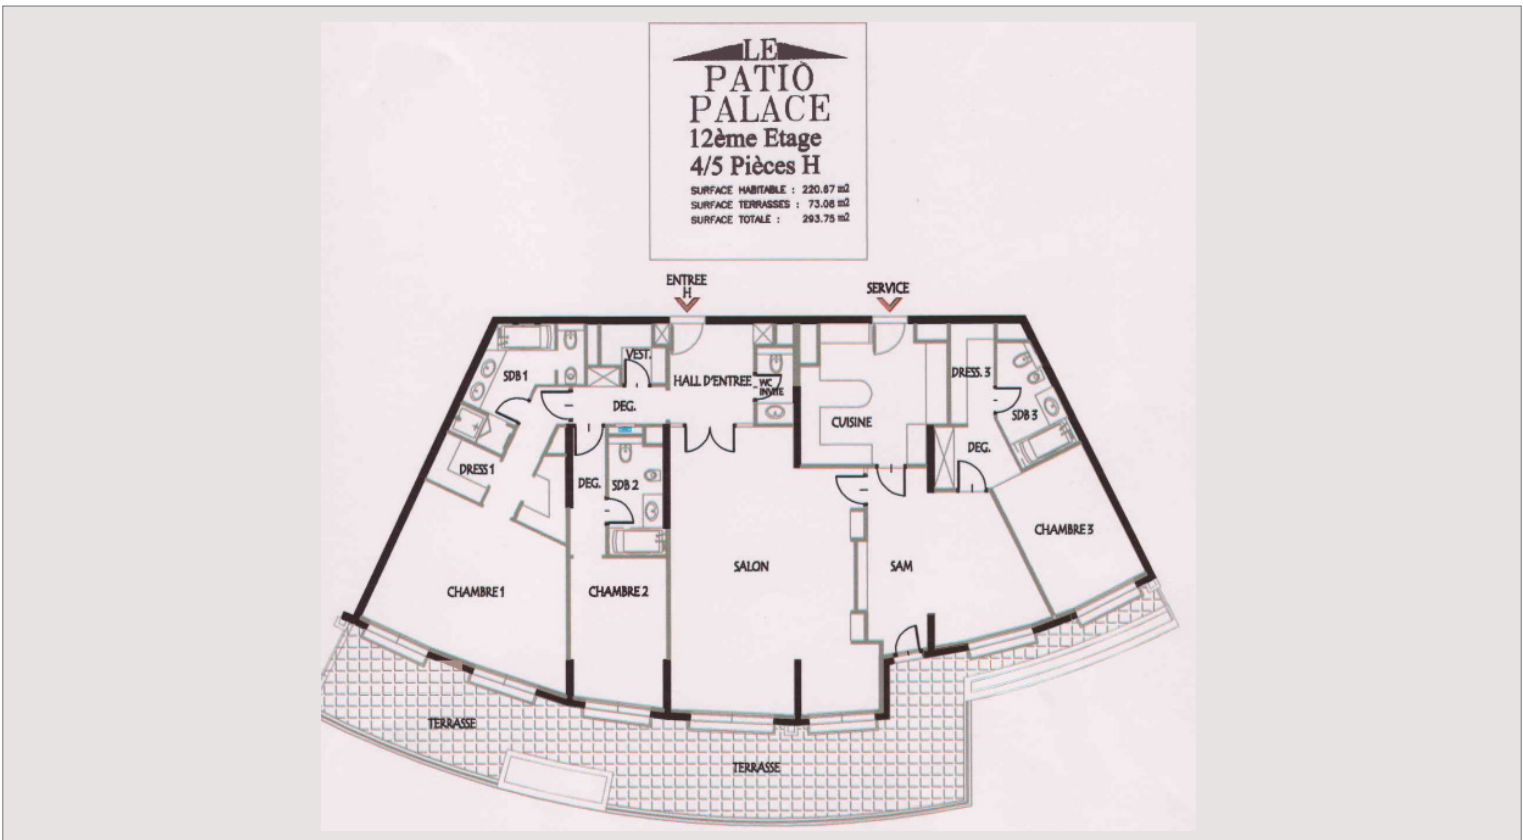 LE
PATIO
PALACE
12ème Etage
4/5 Pièces H
SURFACE HABITABLE : 220.67 m2
SURFACE TERRASSES : 73.08 m2
SURFACE TOTALE : 293.75 m2
ENTREE
H
SERVICE
SDB 1
VEST.
HALL D'ENTREE
WC
INVITE
DEG.
CUISINE
DRESS. 3
SDB 3
DEG.
DRESS 1
DEG.
SDB 2
CHAMBRE 3
SALON
SAM
CHAMBRE 1
CHAMBRE 2
TERRASSE
TERRASSE